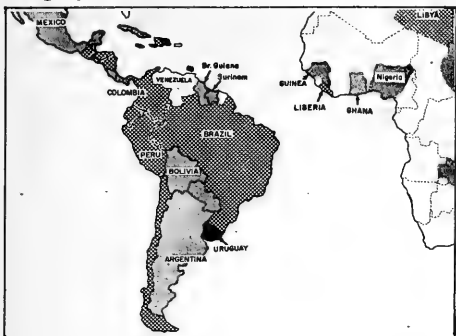 MEXICO
LIBYA
Br. Guiana
Surinam
VENEZUELA
GUINEA
Nigeria
COLOMBIA
LIBERIA
GHANA
BRAZIL
PERU
BOLIVIA
URUGUAY
ARGENTINA